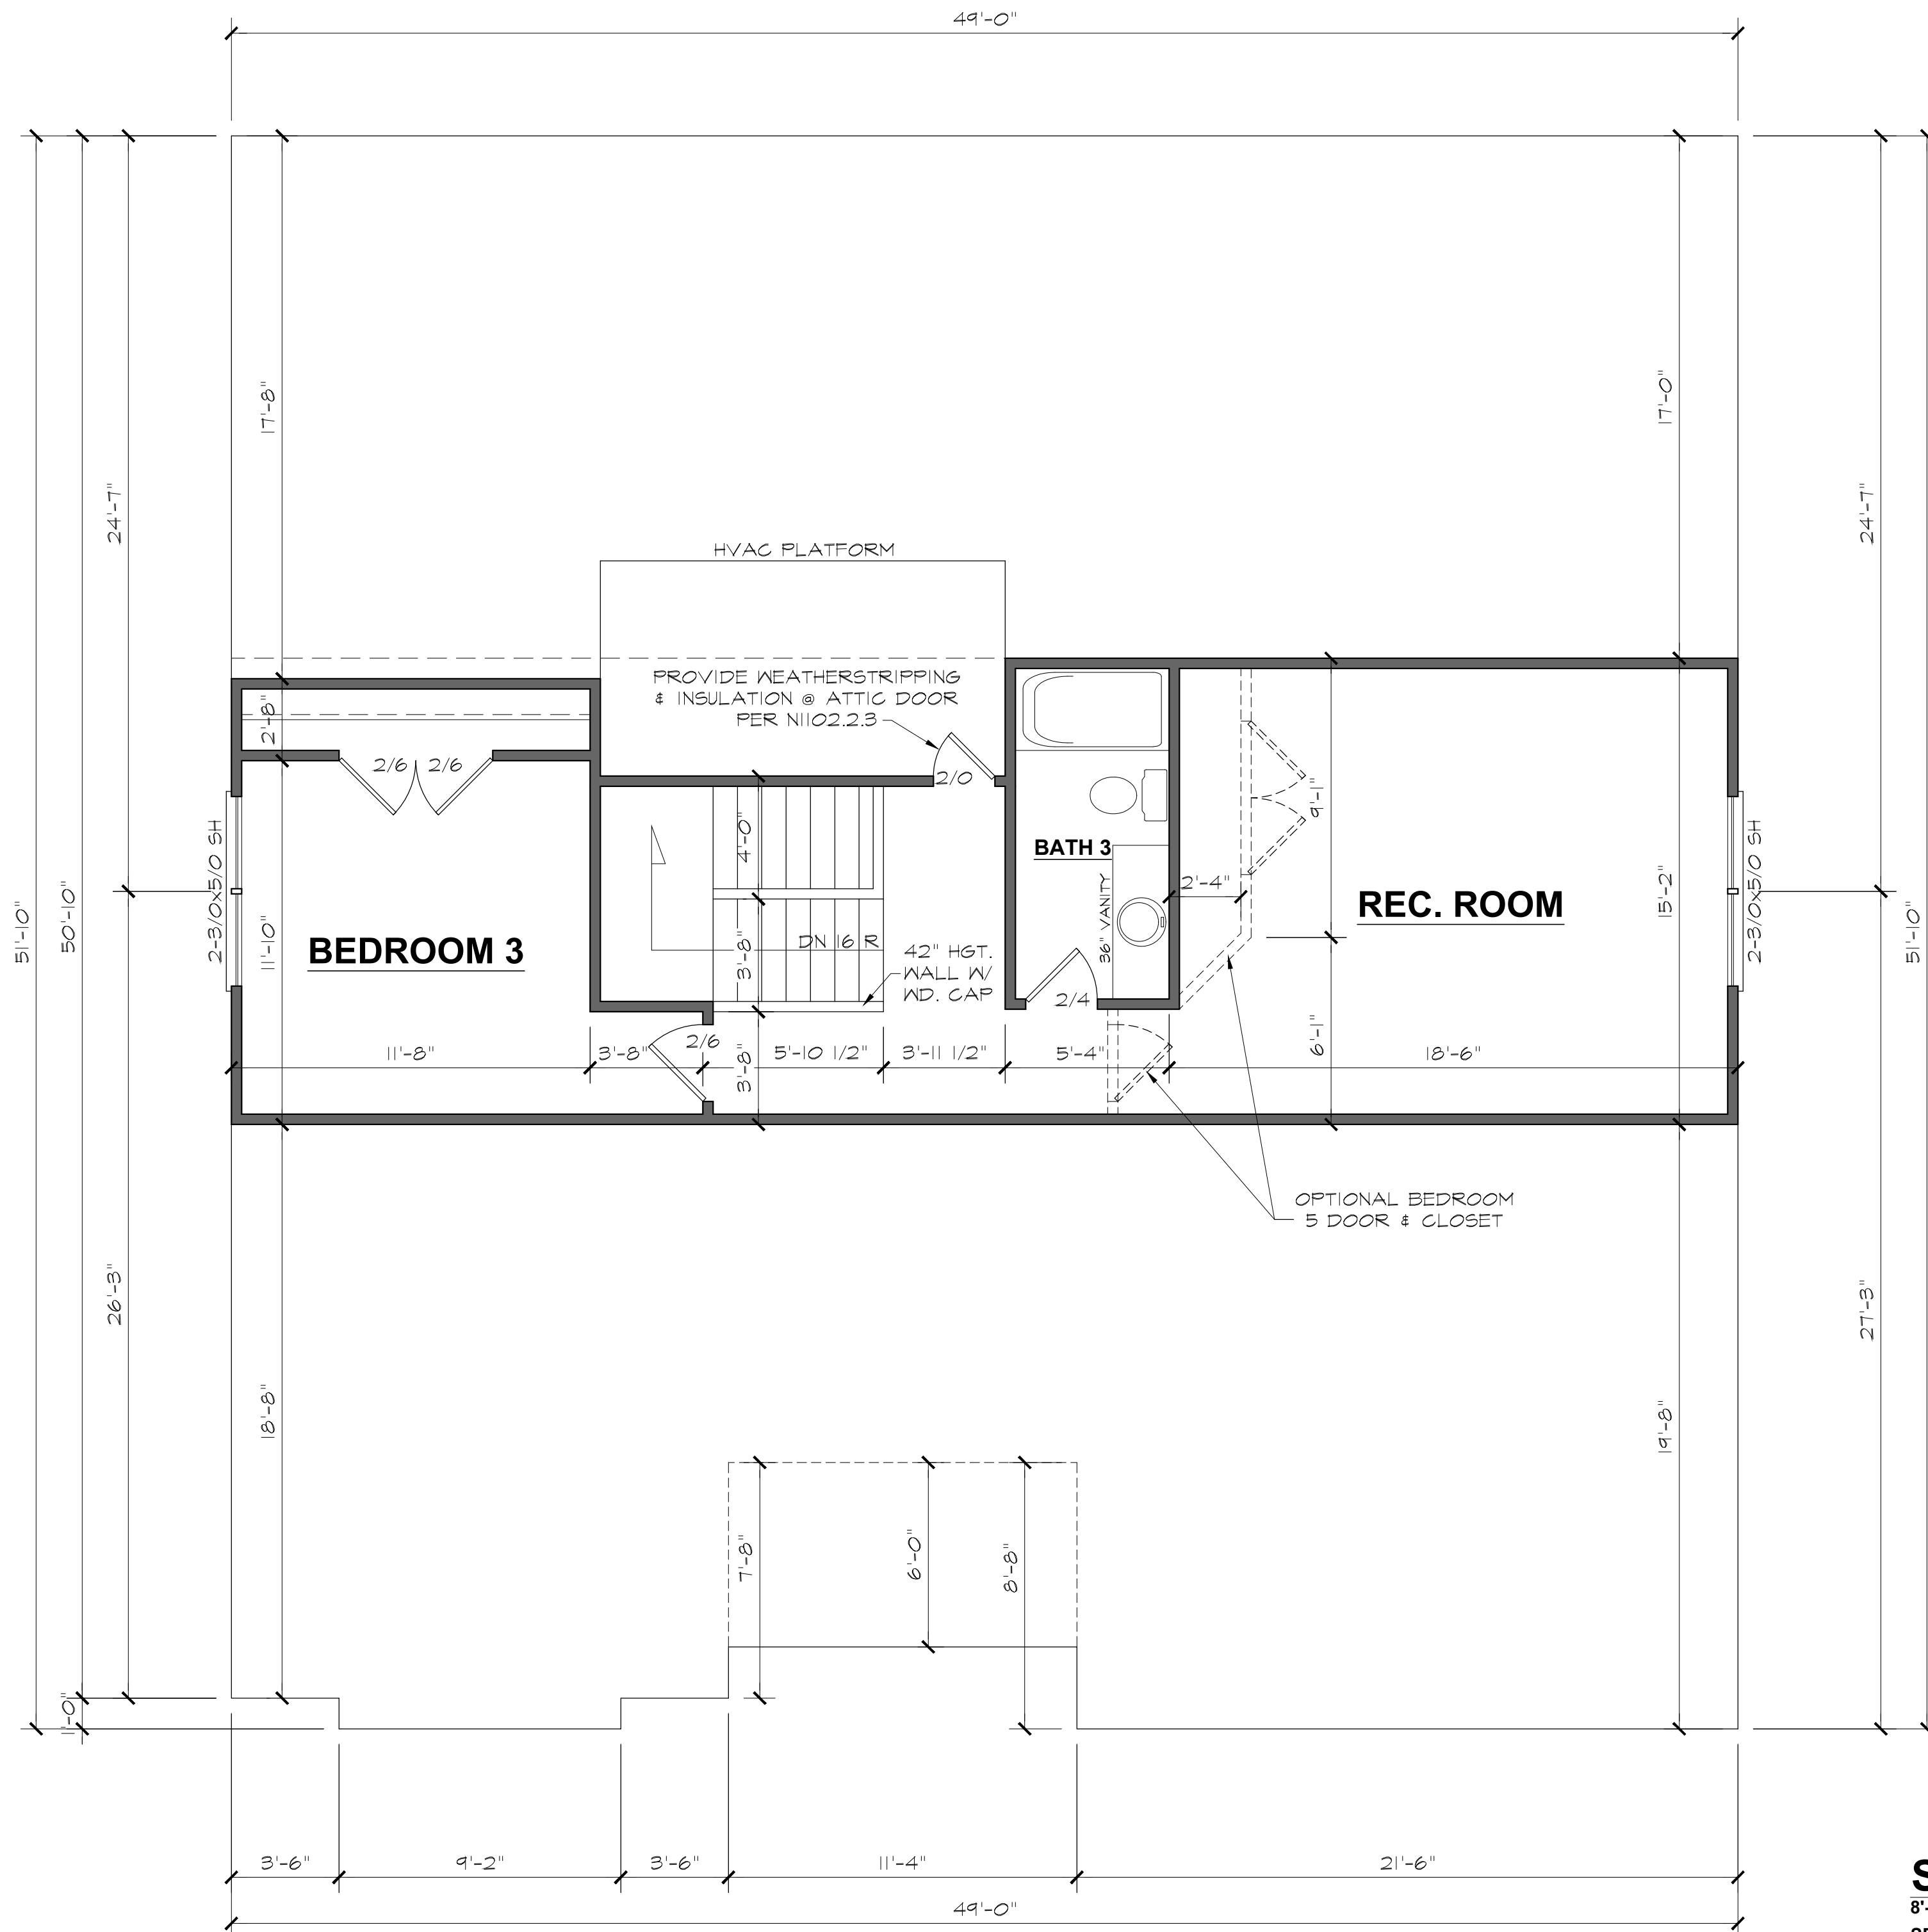 49'-0"
17'-8"
17'-0"
24'-7"
24'-7"
HVAC PLATFORM
PROVIDE WEATHERSTRIPPING
& INSULATION @ ATTIC DOOR
PER N1102.2.3
2'-8"
2/6 2/6
2/0
9'-1"
4'-0"
2-3/0x5/0 SH
2-3/0x5/0 SH
BATH 3
36" VANITY
2'-4"
REC. ROOM
15'-2"
51'-10"
50'-10"
51'-10"
11'-10"
BEDROOM 3
DN 16 R
3'-8"
42" HGT.
WALL W/
WD. CAP
2/4
2/6
11'-8"
3'-8"
3'-8"
5'-10 1/2"
3'-11 1/2"
5'-4"
6'-1"
18'-6"
OPTIONAL BEDROOM
5 DOOR & CLOSET
26'-3"
27'-3"
18'-8"
19'-8"
7'-8"
6'-0"
8'-8"
1'-0"
3'-6"
9'-2"
3'-6"
11'-4"
21'-6"
49'-0"
S
8'-